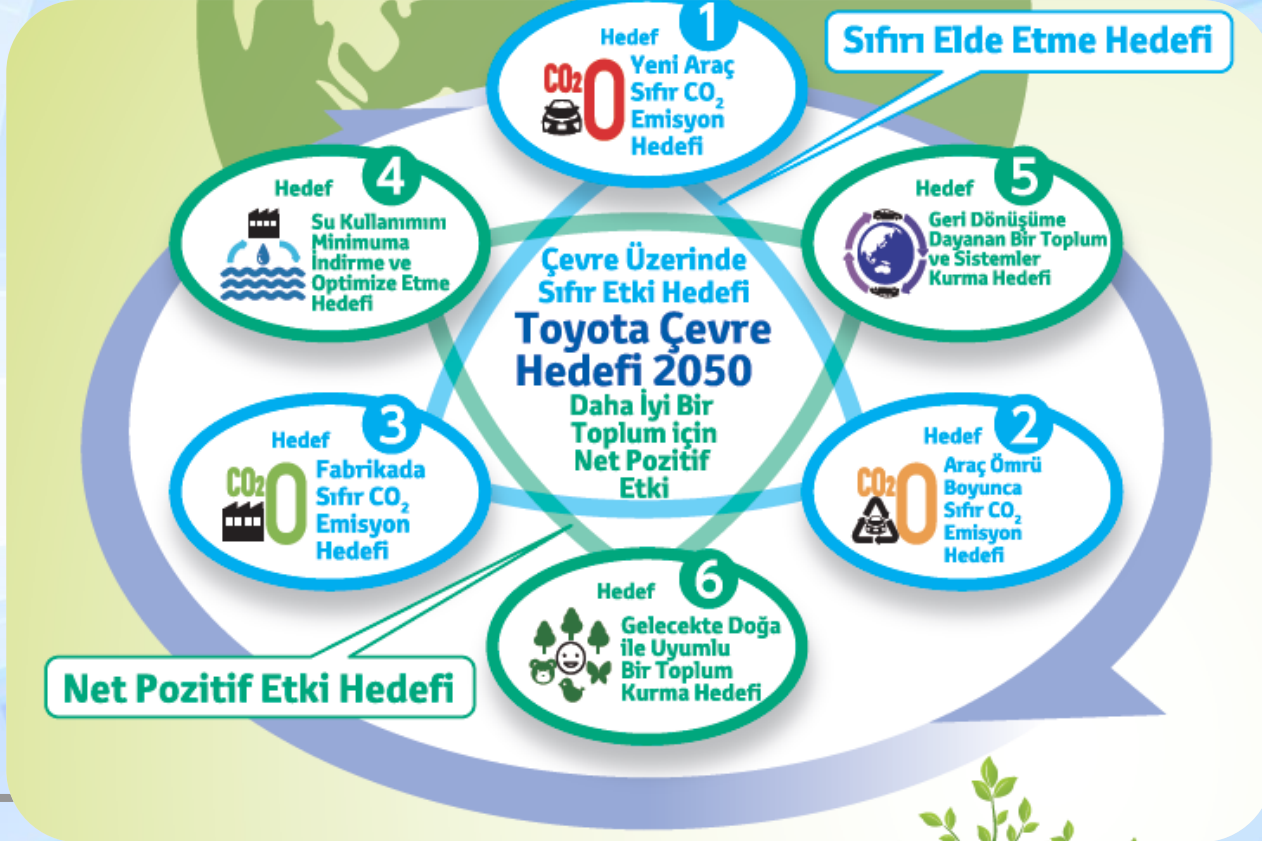 Sıfırı Elde Etme Hedefi
Hedef 1
CO₂ 0
Yeni Araç
Sıfır CO₂
Emisyon
Hedefi
Hedef 4
Su Kullanımını
Minimuma
İndirme ve
Optimize Etme
Hedefi
Hedef 5
Geri Dönüşüme
Dayanan Bir Toplum
ve Sistemler
Kurma Hedefi
Çevre Üzerinde
Sıfır Etki Hedefi
Toyota Çevre
Hedefi 2050
Daha İyi Bir
Toplum için
Net Pozitif
Etki
Hedef 3
CO₂ 0
Fabrikada
Sıfır CO₂
Emisyon
Hedefi
Hedef 2
CO₂ 0
Araç Ömrü
Boyunca
Sıfır CO₂
Emisyon
Hedefi
Hedef 6
Gelecekte Doğa
ile Uyumlu
Bir Toplum
Kurma Hedefi
Net Pozitif Etki Hedefi